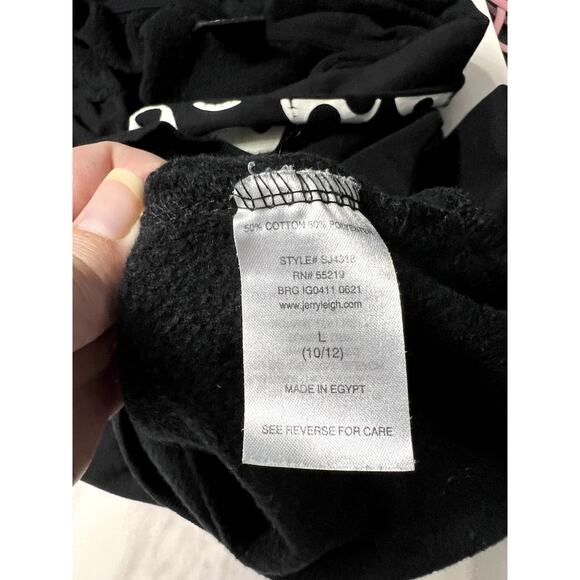 50% COTTON 50% POLYESTER
STYLE# SJ4318
RN# 55219
BRG IG0411 0621
www.jerryleigh.com
L
(10/12)
MADE IN EGYPT
SEE REVERSE FOR CARE